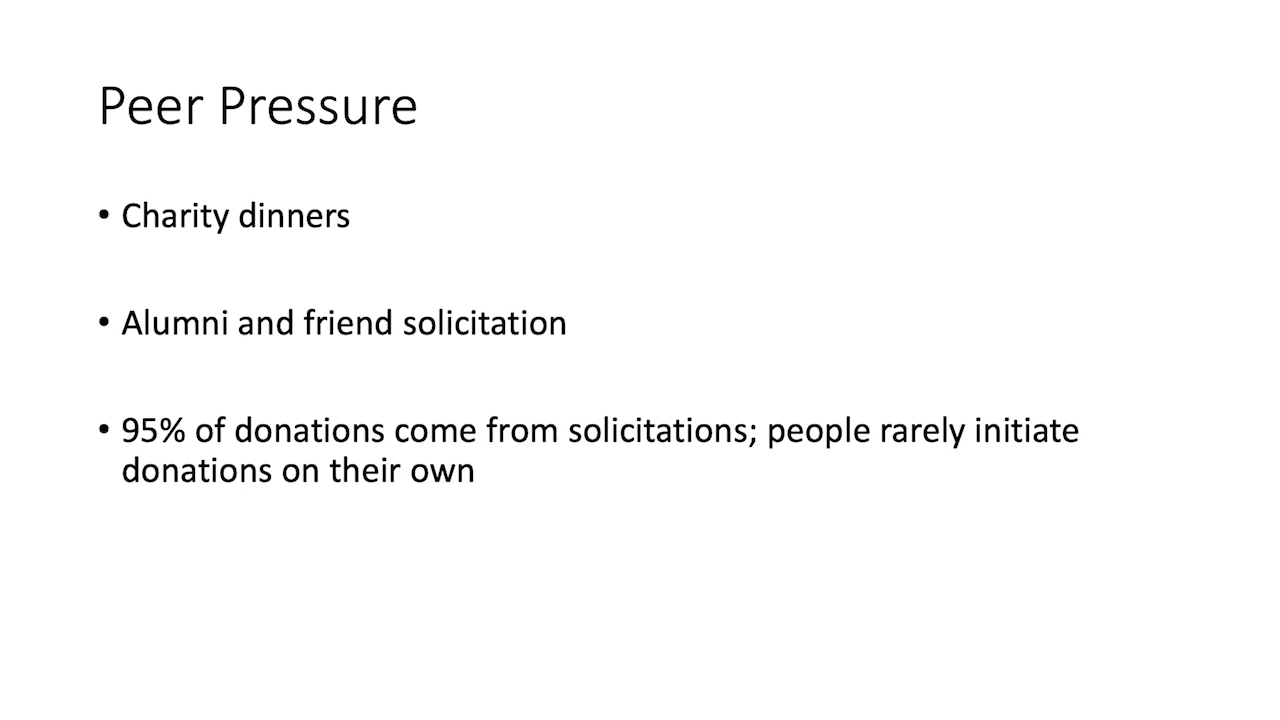 Peer Pressure
• Charity dinners
• Alumni and friend solicitation
• 95% of donations come from solicitations; people rarely initiate
donations on their own